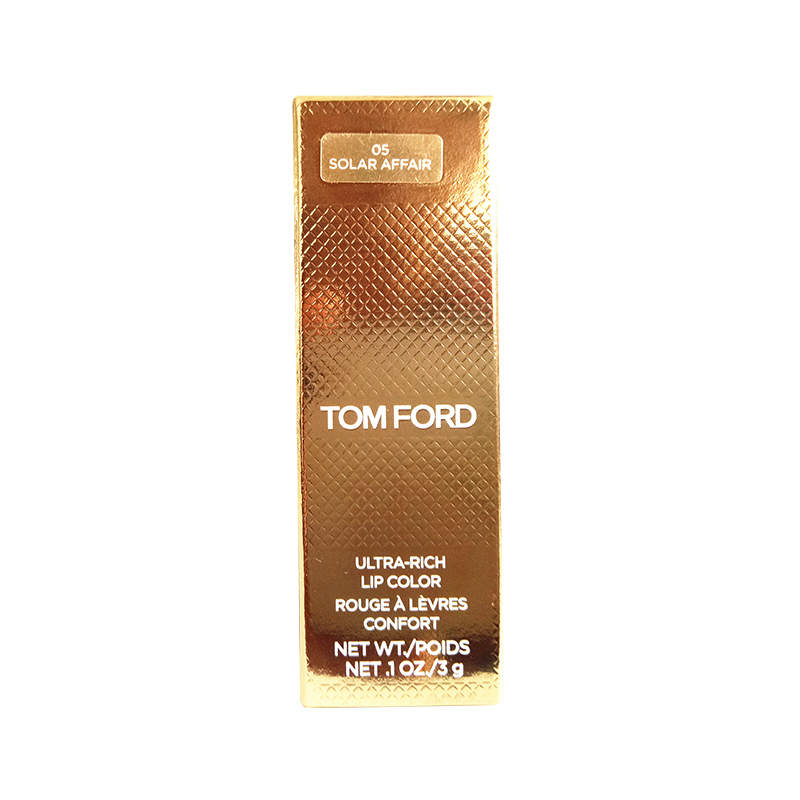 05
SOLAR AFFAIR
TOM FORD
ULTRA-RICH
LIP COLOR
ROUGE À LÈVRES
CONFORT
NET WT./POIDS
NET .1 OZ./3 g